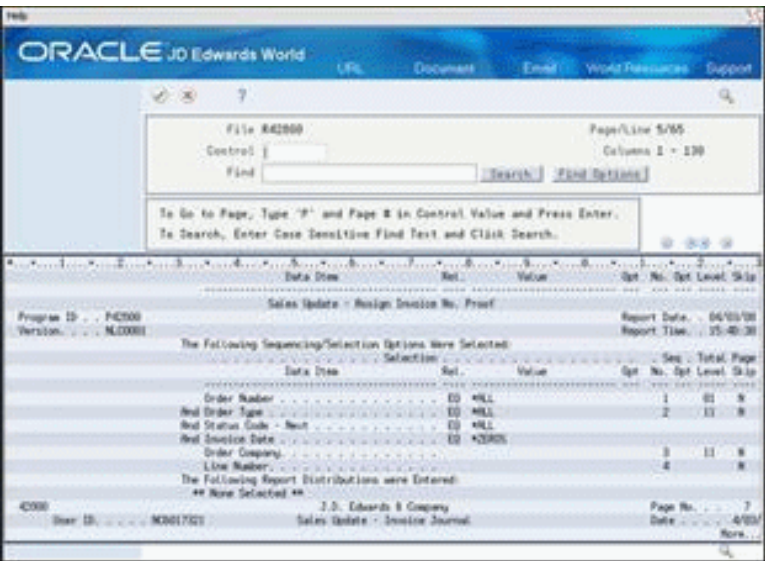 Help
ORACLE JD Edwards World
URL Document Email World Resources Support
?
File R42800 Page/Line 5/65
Control Columns 1 - 130
Find Search Find Options
To Go to Page, Type 'P' and Page # in Control Value and Press Enter.
To Search, Enter Case Sensitive Find Text and Click Search.
Data Item Rel. Value Opt No. Opt Level Skip
Sales Update - Assign Invoice No. Proof
Program ID . . P42800 Report Date. .
Version. . . . . Report Time. . 15:40:30
The Following Sequencing/Selection Options Were Selected:
Selection . . Seq . Total Page
Data Item Rel. Value Opt No. Opt Level Skip
Order Number . . . . . . . . . . . . . . EQ *ALL 1 01 N
And Order Type . . . . . . . . . . . . . . EQ *ALL 2 11 N
And Status Code - Next . . . . . . . . . . EQ *ALL
And Invoice Date . . . . . . . . . . . . . EQ *ZEROS
Order Company. . . . . . . . . . . . . . 3 11 N
Line Number. . . . . . . . . . . . . . . 4 N
The Following Report Distributions were Entered:
** None Selected **
42800 J.D. Edwards & Company Page No. . . 7
User ID. . . . . Sales Update - Invoice Journal Date . . . . 4/03/
More...